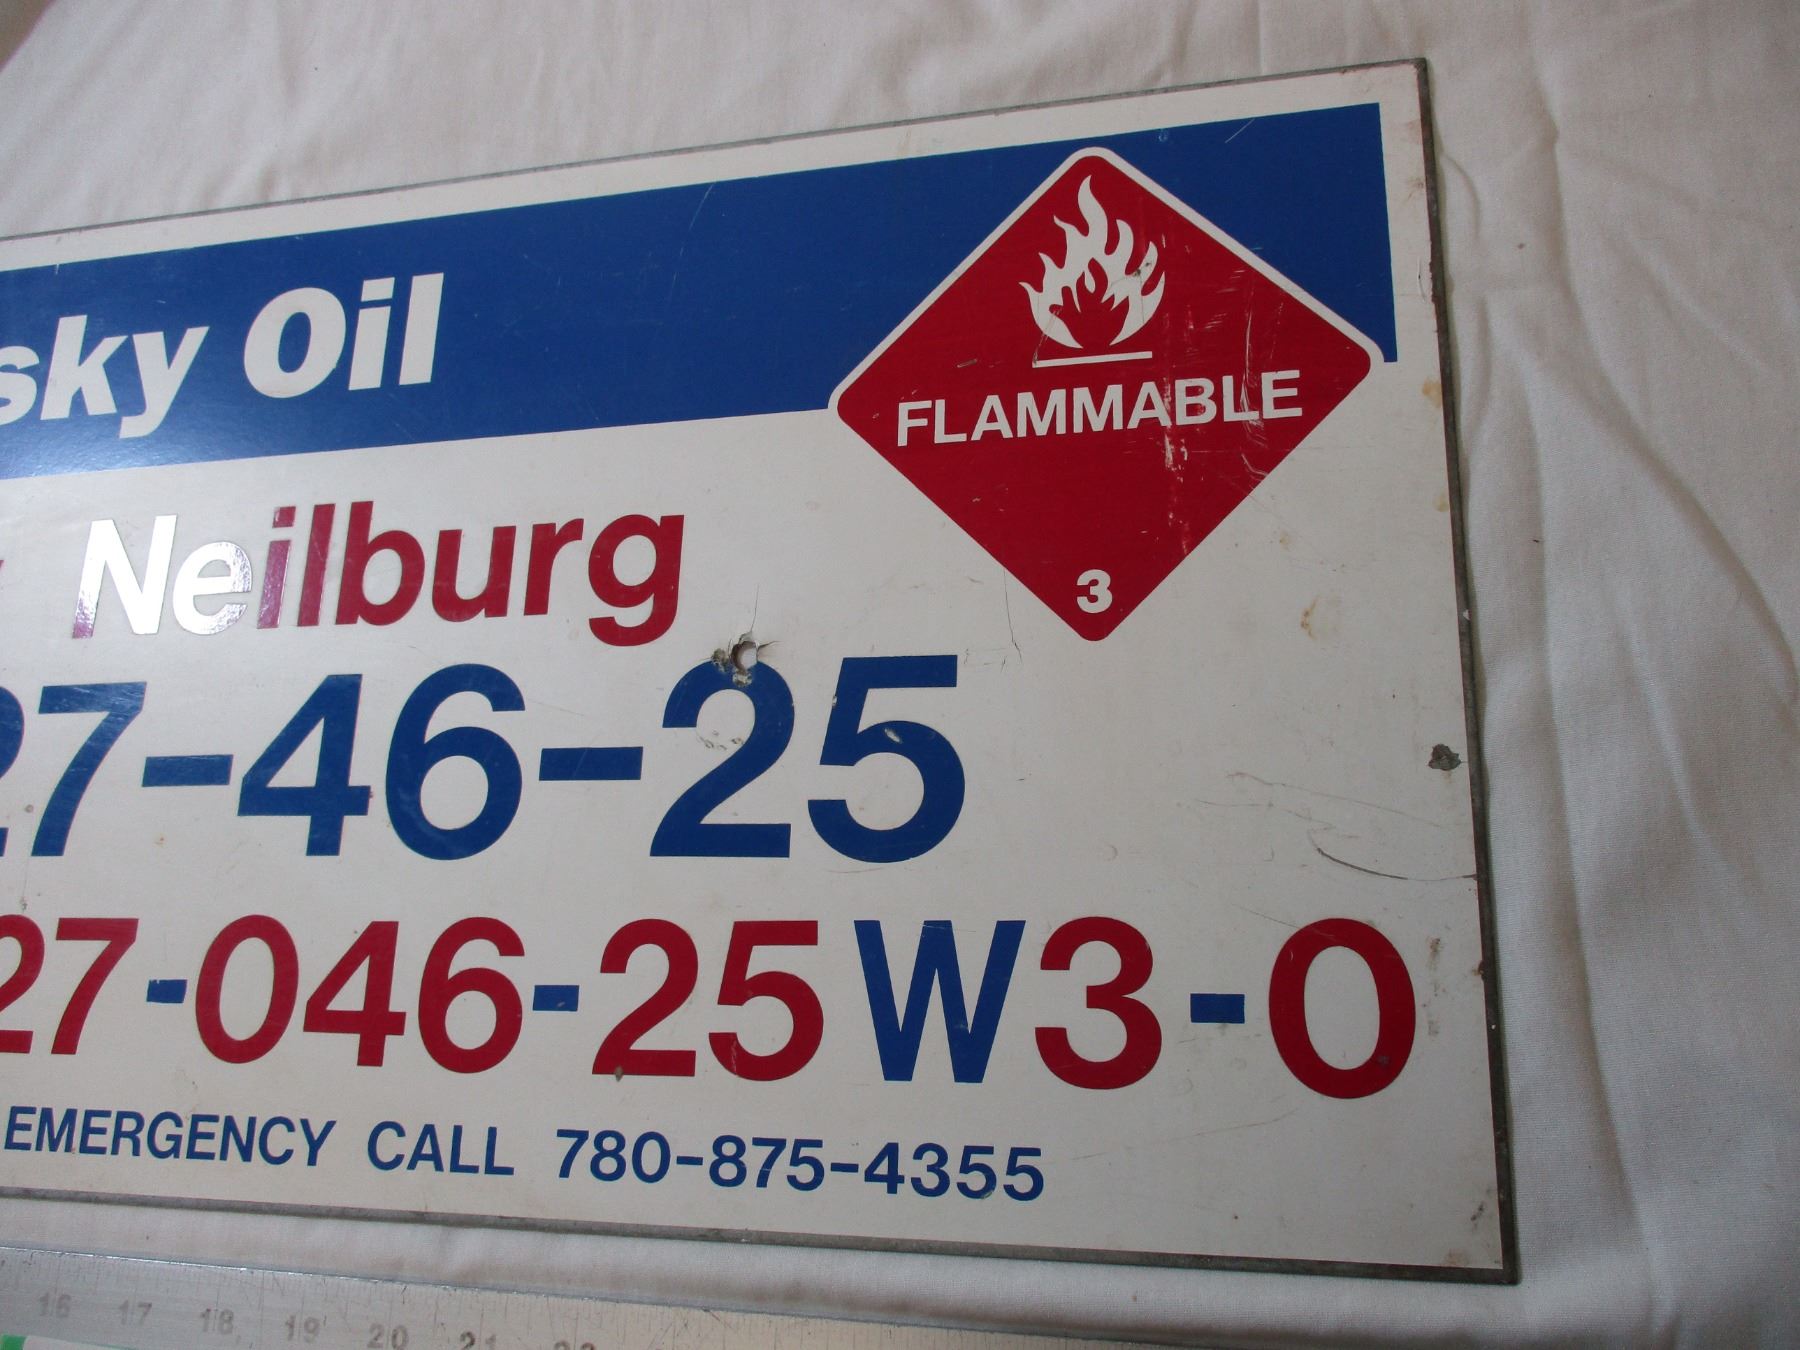 sky Oil
FLAMMABLE
3
Neilburg
27-46-25
27-046-25W3-0
EMERGENCY CALL 780-875-4355
16 17 18 19 20 21